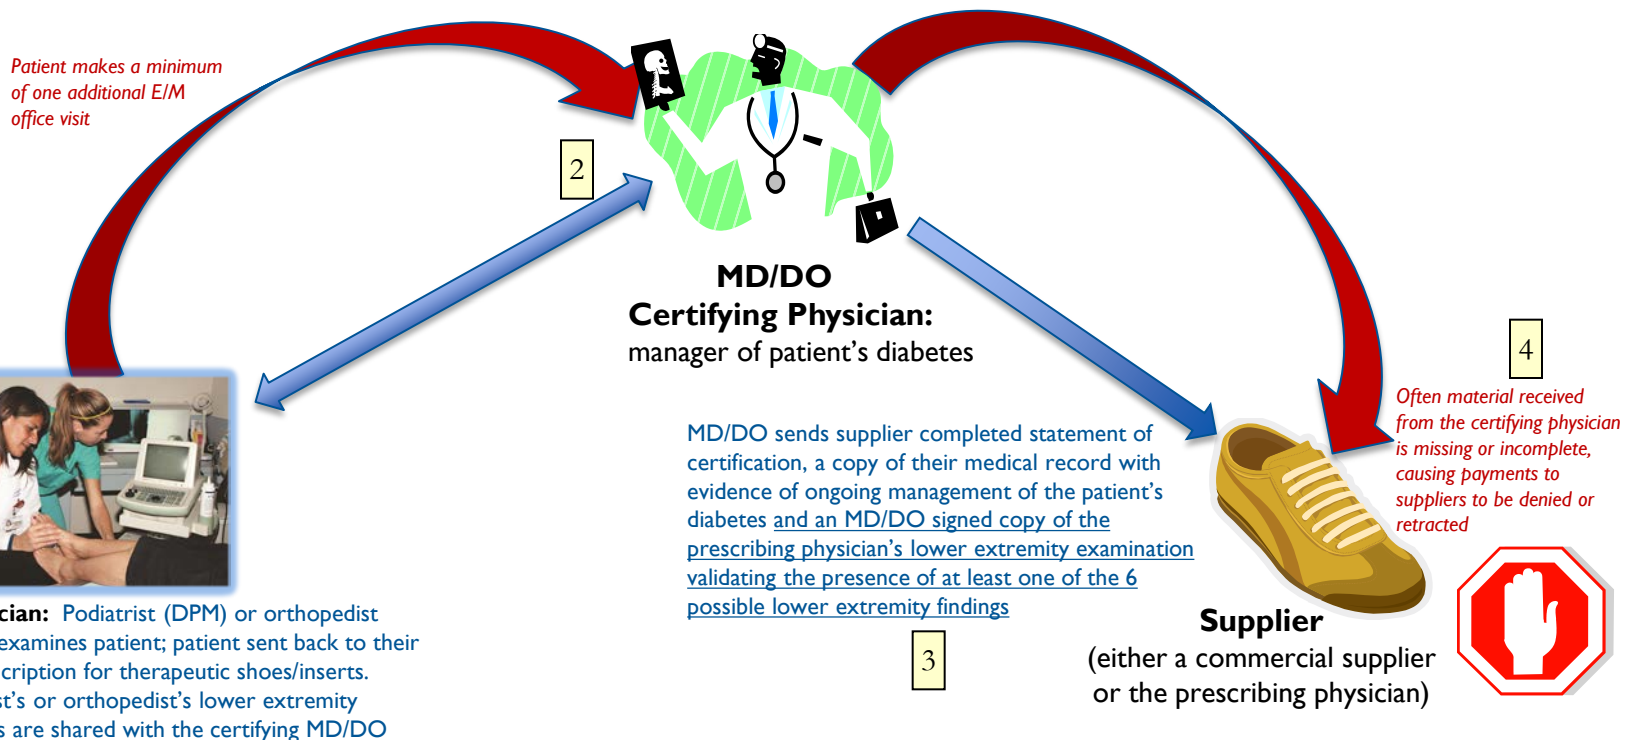 Patient makes a minimum
of one additional E/M
office visit
2
MD/DO
Certifying Physician:
manager of patient's diabetes
4
Often material received
from the certifying physician
is missing or incomplete,
causing payments to
suppliers to be denied or
retracted
MD/DO sends supplier completed statement of
certification, a copy of their medical record with
evidence of ongoing management of the patient's
diabetes and an MD/DO signed copy of the
prescribing physician's lower extremity examination
validating the presence of at least one of the 6
possible lower extremity findings
3
Supplier
(either a commercial supplier
or the prescribing physician)
cian: Podiatrist (DPM) or orthopedist
examines patient; patient sent back to their
cription for therapeutic shoes/inserts.
st's or orthopedist's lower extremity
s are shared with the certifying MD/DO